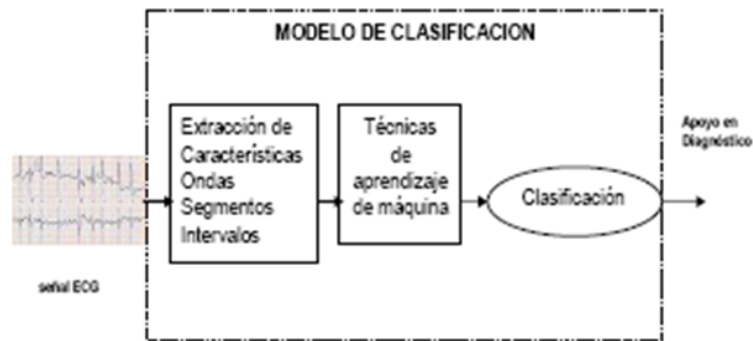 MODELO DE CLASIFICACION
Extracción de
Características
Ondas
Segmentos
Intervalos
Técnicas
de
aprendizaje
de máquina
Clasificación
Apoyo en
Diagnóstico
señal ECG